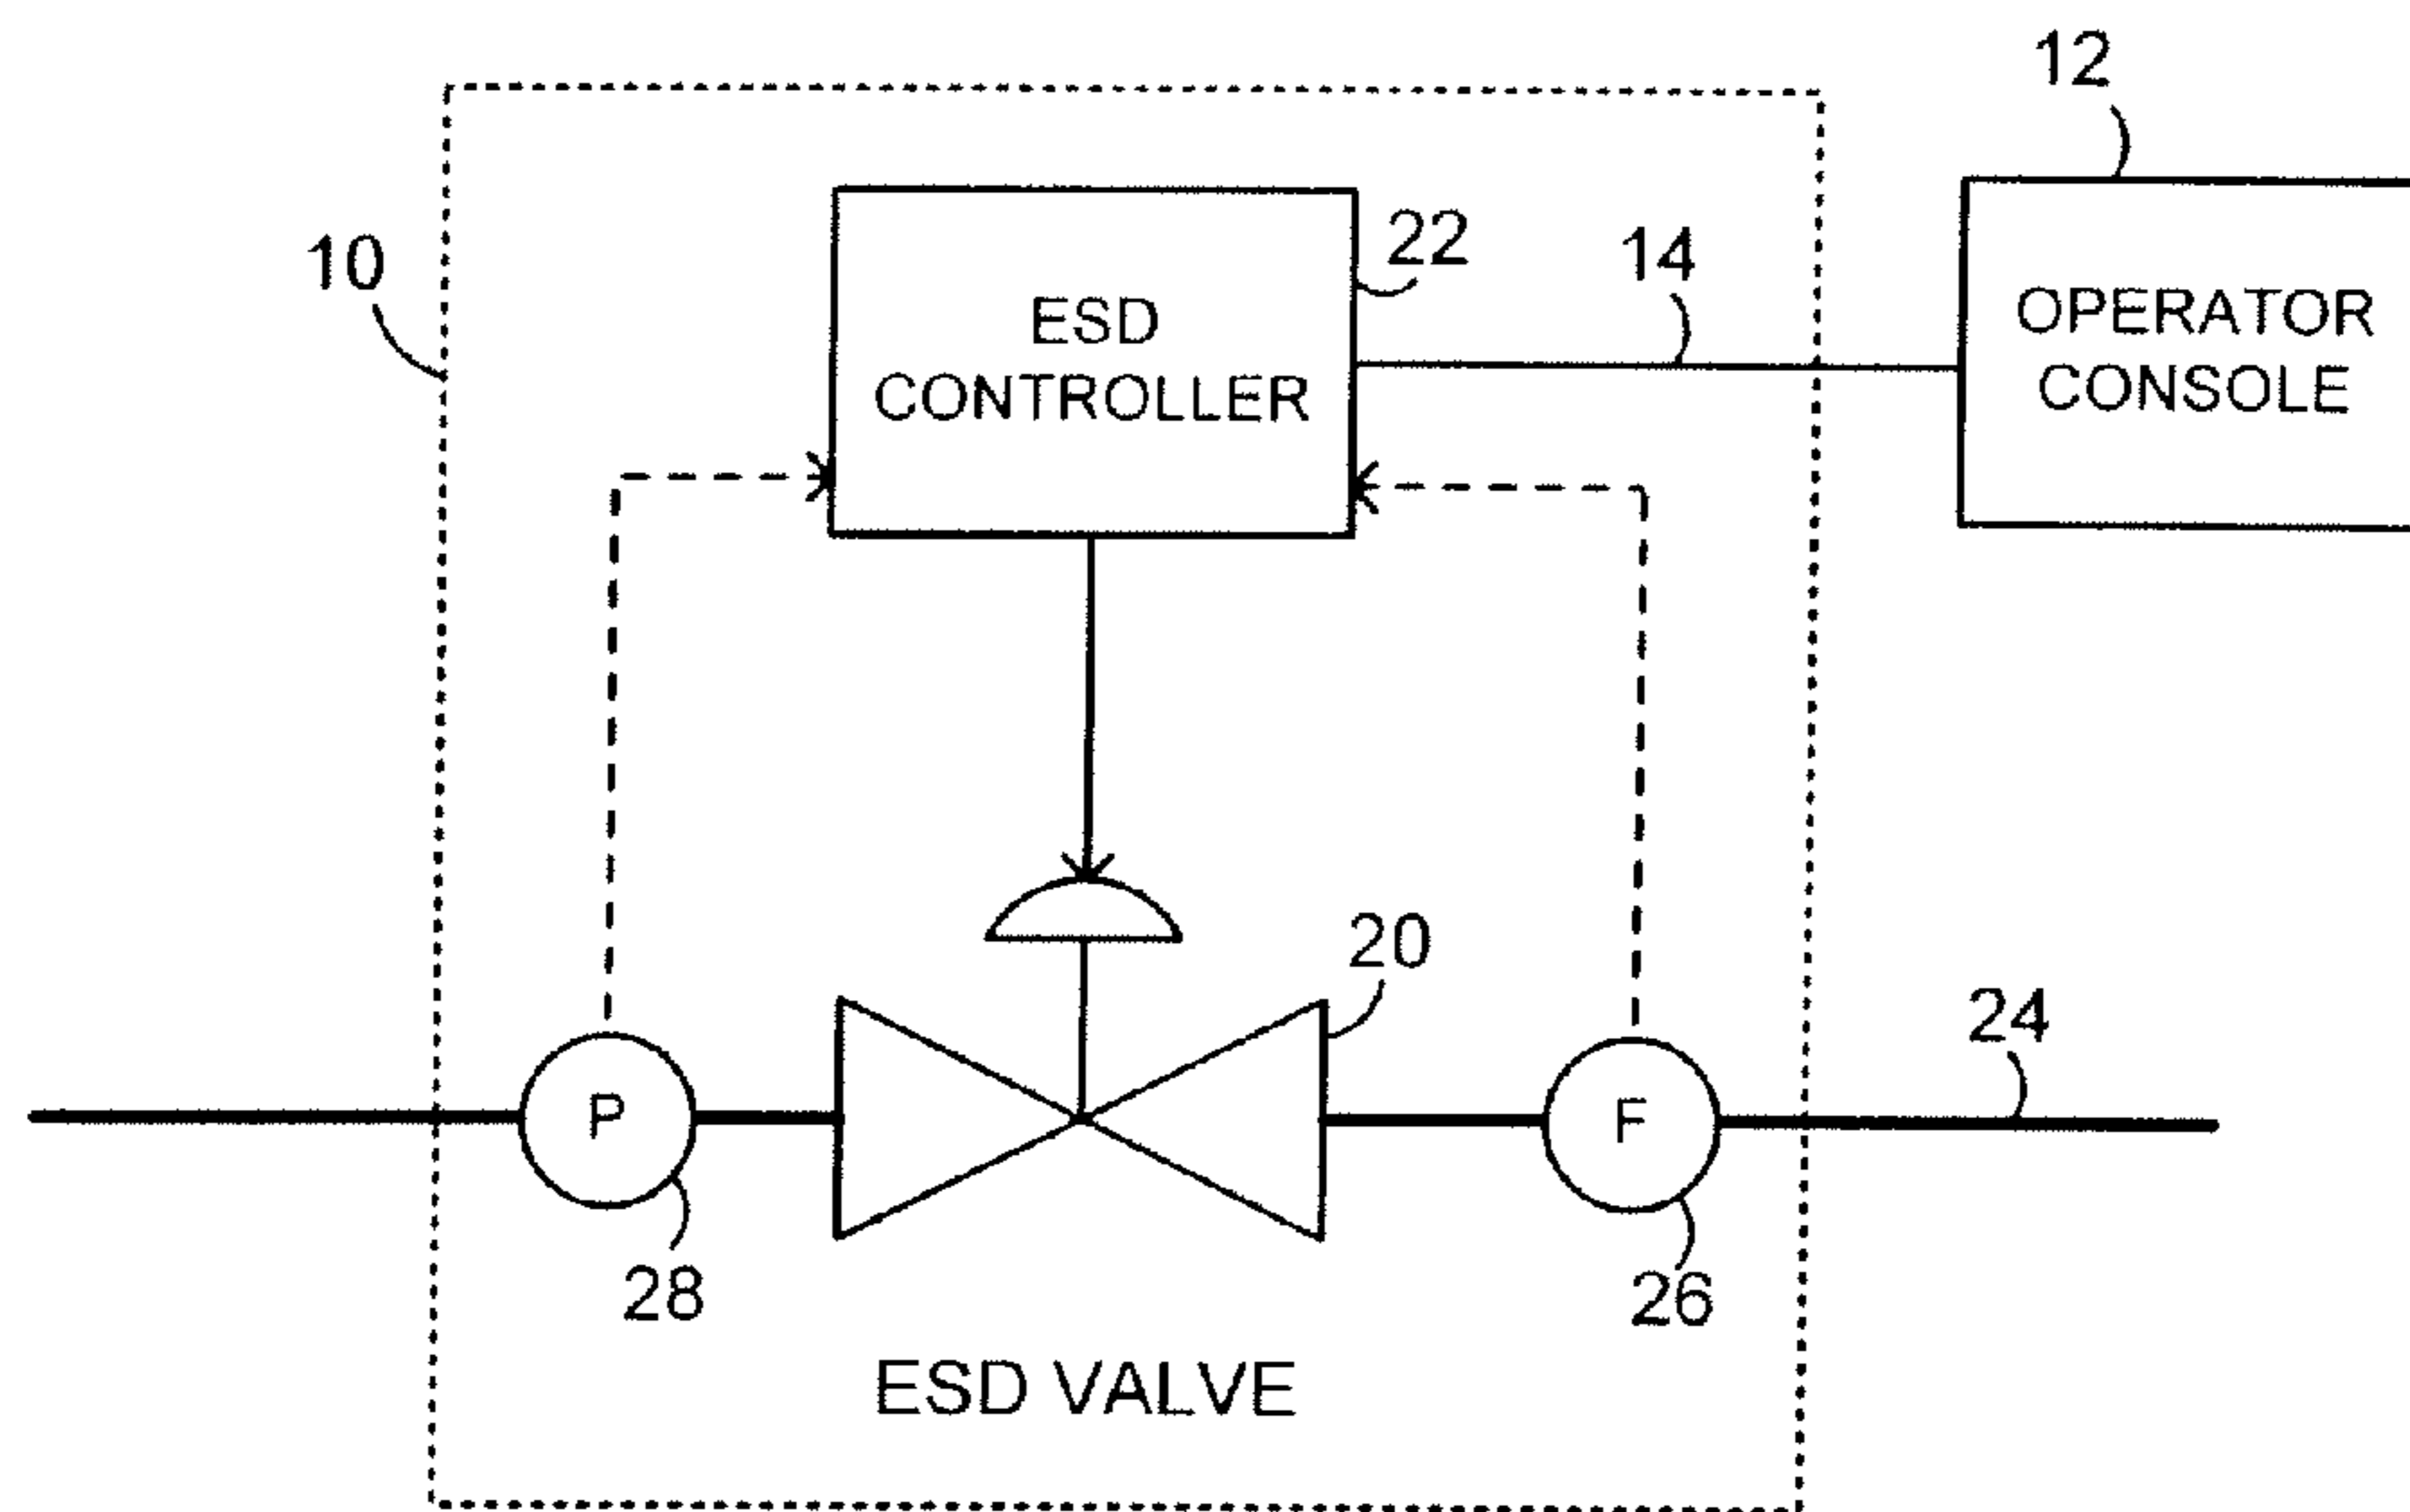 12
10
22
14
ESD
CONTROLLER
OPERATOR
CONSOLE
20
24
P
F
28
26
ESD VALVE